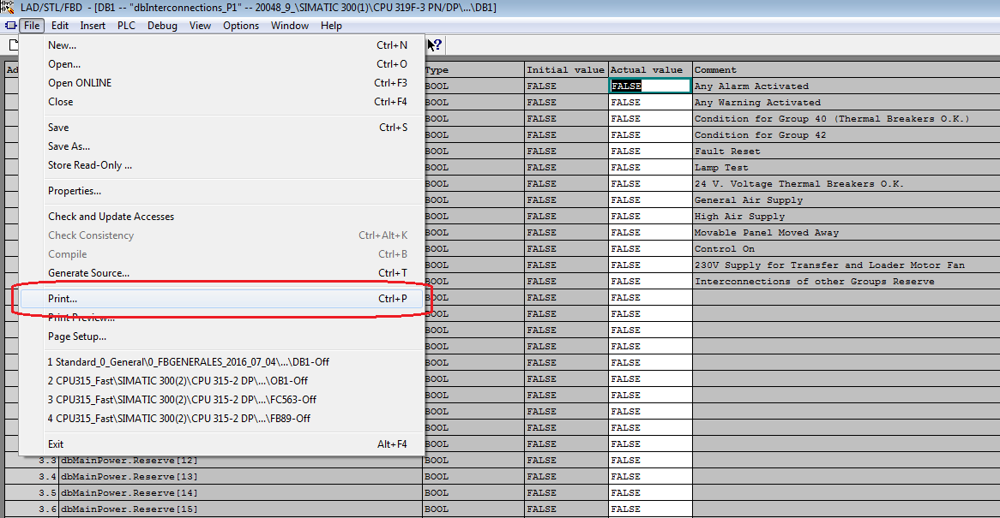 LAD/STL/FBD - [DB1 -- "dbInterconnections_P1" -- 20048_9_\SIMATIC 300(1)\CPU 319F-3 PN/DP\...\DB1]
File Edit Insert PLC Debug View Options Window Help
New... Ctrl+N
Open... Ctrl+O
Open ONLINE Ctrl+F3
Close Ctrl+F4
Save Ctrl+S
Save As...
Store Read-Only ...
Properties...
Check and Update Accesses
Check Consistency Ctrl+Alt+K
Compile Ctrl+B
Generate Source... Ctrl+T
Print... Ctrl+P
Print Preview...
Page Setup...
1 Standard_0_General\0_FBGENERALES_2016_07_04\...\DB1-Off
2 CPU315_Fast\SIMATIC 300(2)\CPU 315-2 DP\...\OB1-Off
3 CPU315_Fast\SIMATIC 300(2)\CPU 315-2 DP\...\FC563-Off
4 CPU315_Fast\SIMATIC 300(2)\CPU 315-2 DP\...\FB89-Off
Exit Alt+F4
Ad Type Initial value Actual value Comment
BOOL FALSE FALSE Any Alarm Activated
BOOL FALSE FALSE Any Warning Activated
BOOL FALSE FALSE Condition for Group 40 (Thermal Breakers O.K.)
BOOL FALSE FALSE Condition for Group 42
BOOL FALSE FALSE Fault Reset
BOOL FALSE FALSE Lamp Test
BOOL FALSE FALSE 24 V. Voltage Thermal Breakers O.K.
BOOL FALSE FALSE General Air Supply
BOOL FALSE FALSE High Air Supply
BOOL FALSE FALSE Movable Panel Moved Away
BOOL FALSE FALSE Control On
BOOL FALSE FALSE 230V Supply for Transfer and Loader Motor Fan
BOOL FALSE FALSE Interconnections of other Groups Reserve
BOOL FALSE FALSE
BOOL FALSE FALSE
BOOL FALSE FALSE
BOOL FALSE FALSE
BOOL FALSE FALSE
BOOL FALSE FALSE
BOOL FALSE FALSE
BOOL FALSE FALSE
BOOL FALSE FALSE
BOOL FALSE FALSE
3.3 dbMainPower.Reserve[12] BOOL FALSE FALSE
3.4 dbMainPower.Reserve[13] BOOL FALSE FALSE
3.5 dbMainPower.Reserve[14] BOOL FALSE FALSE
3.6 dbMainPower.Reserve[15] BOOL FALSE FALSE